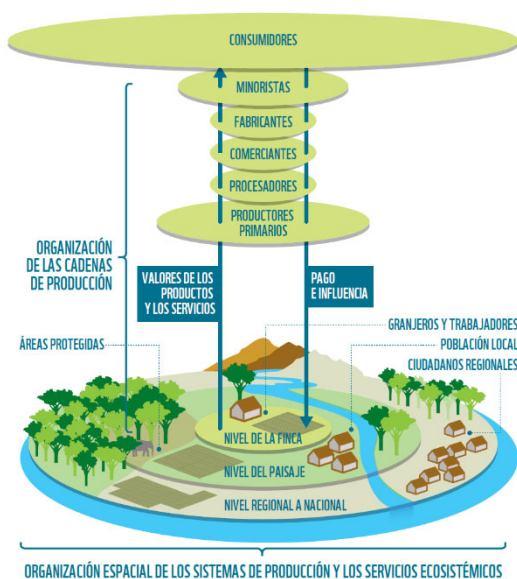 CONSUMIDORES
MINORISTAS
FABRICANTES
COMERCIANTES
PROCESADORES
PRODUCTORES
PRIMARIOS
ORGANIZACIÓN
DE LAS CADENAS
DE PRODUCCIÓN
VALORES DE LOS
PRODUCTOS
Y LOS SERVICIOS
PAGO
E INFLUENCIA
GRANJEROS Y TRABAJADORES
ÁREAS PROTEGIDAS
POBLACIÓN LOCAL
CIUDADANOS REGIONALES
NIVEL DE LA FINCA
NIVEL DEL PAISAJE
NIVEL REGIONAL A NACIONAL
ORGANIZACIÓN ESPACIAL DE LOS SISTEMAS DE PRODUCCIÓN Y LOS SERVICIOS ECOSISTÉMICOS